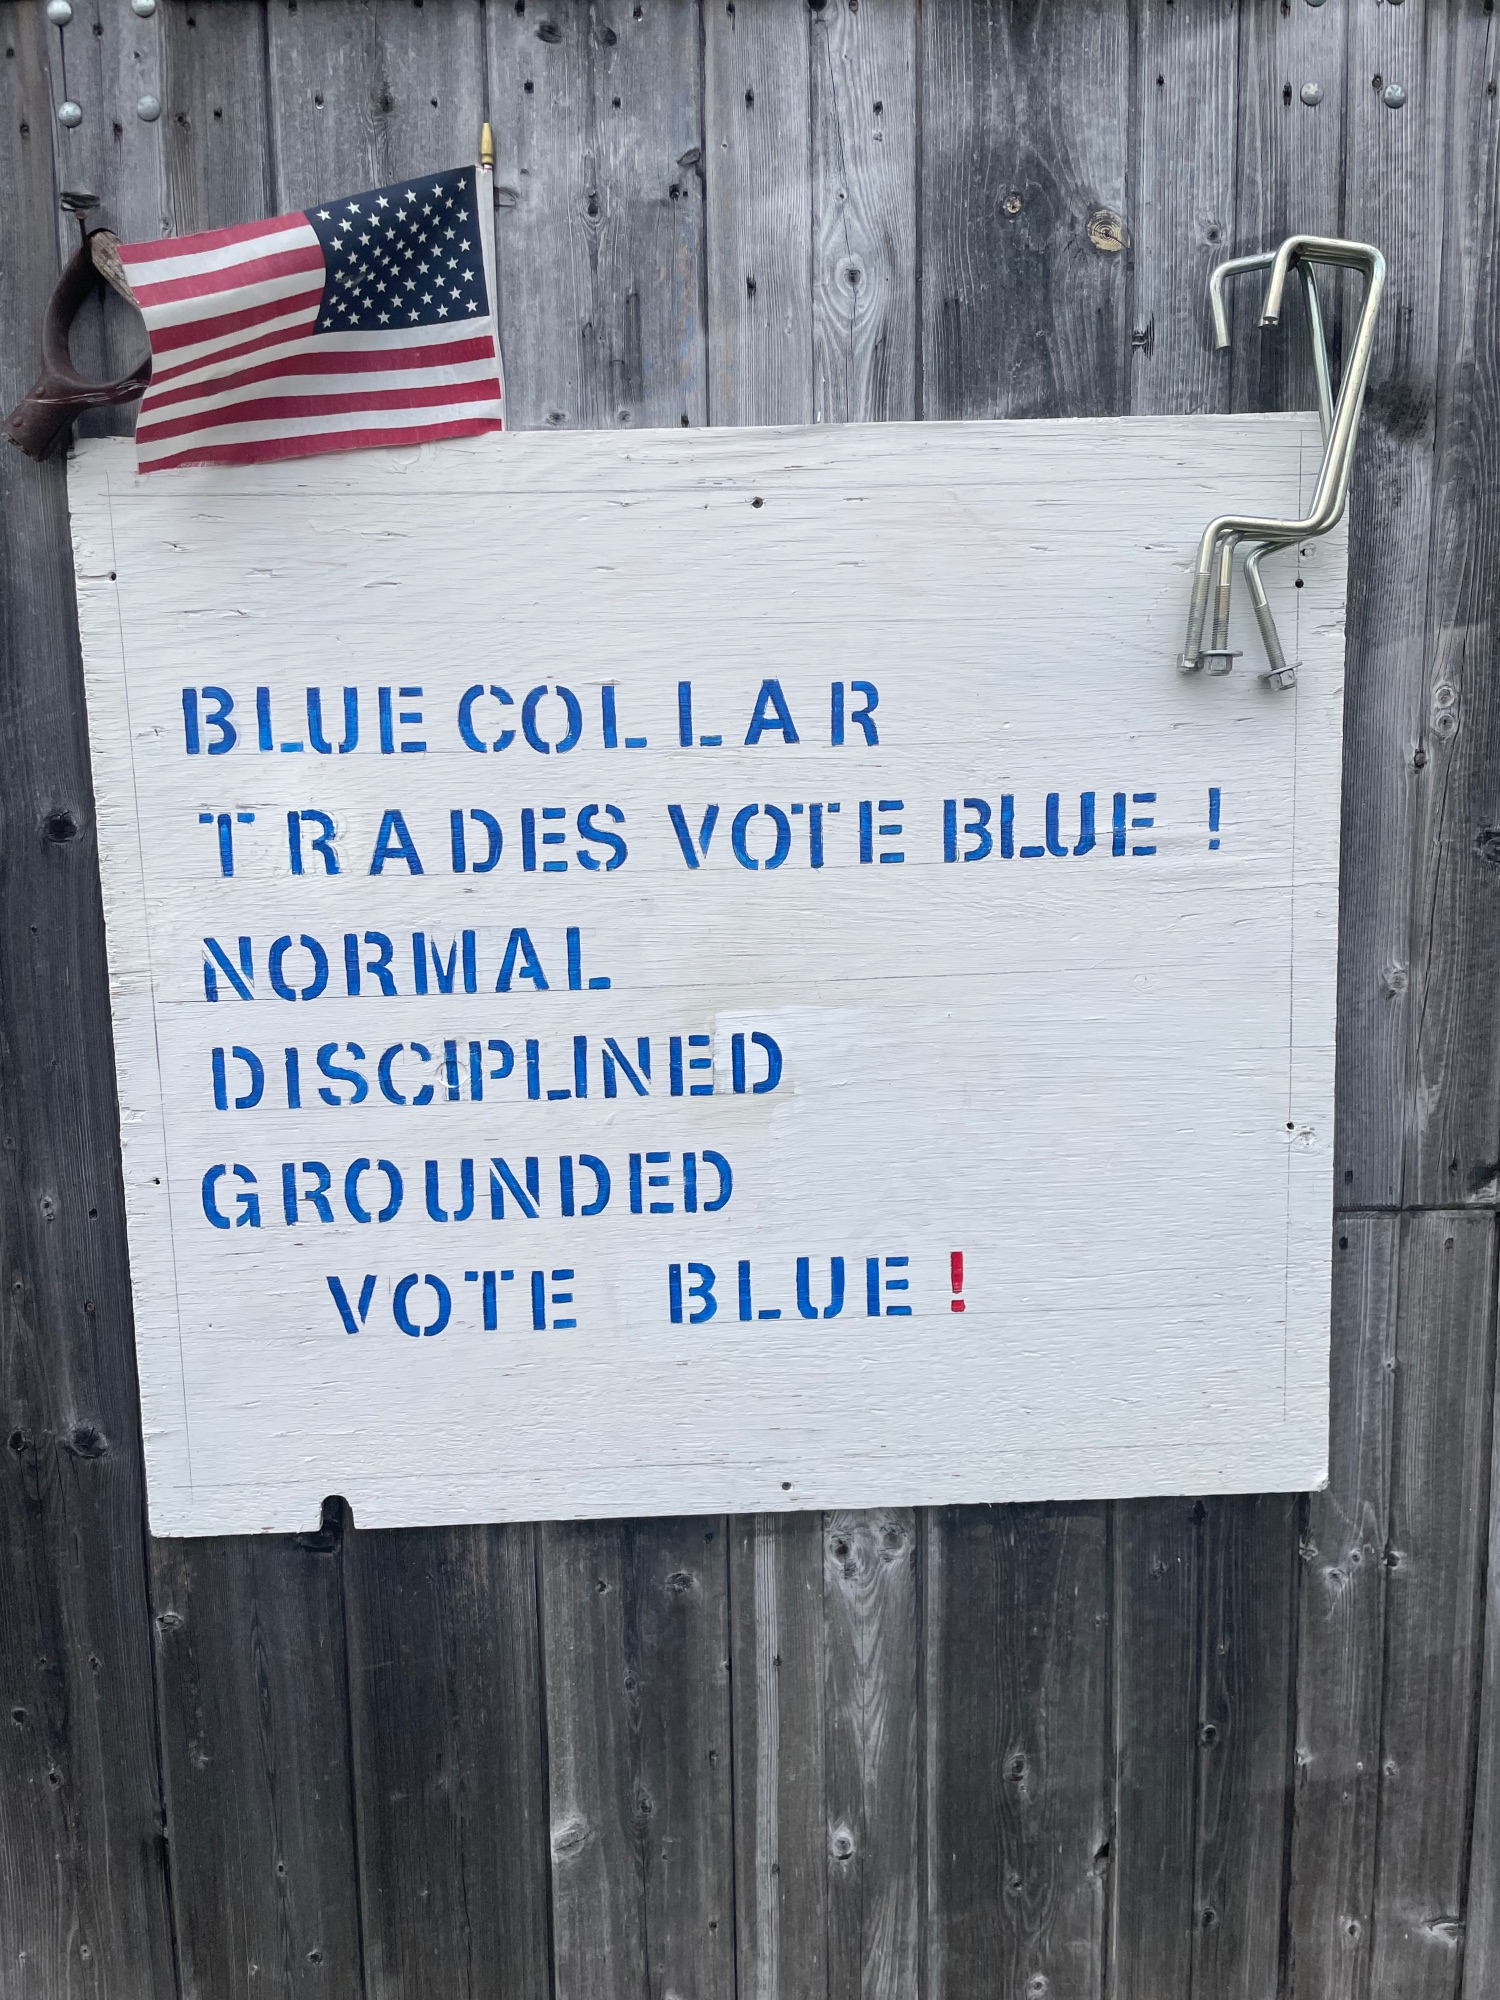 BLUE COLLAR
TRADES VOTE BLUE !
NORMAL
DISCIPLINED
GROUNDED
VOTE BLUE!